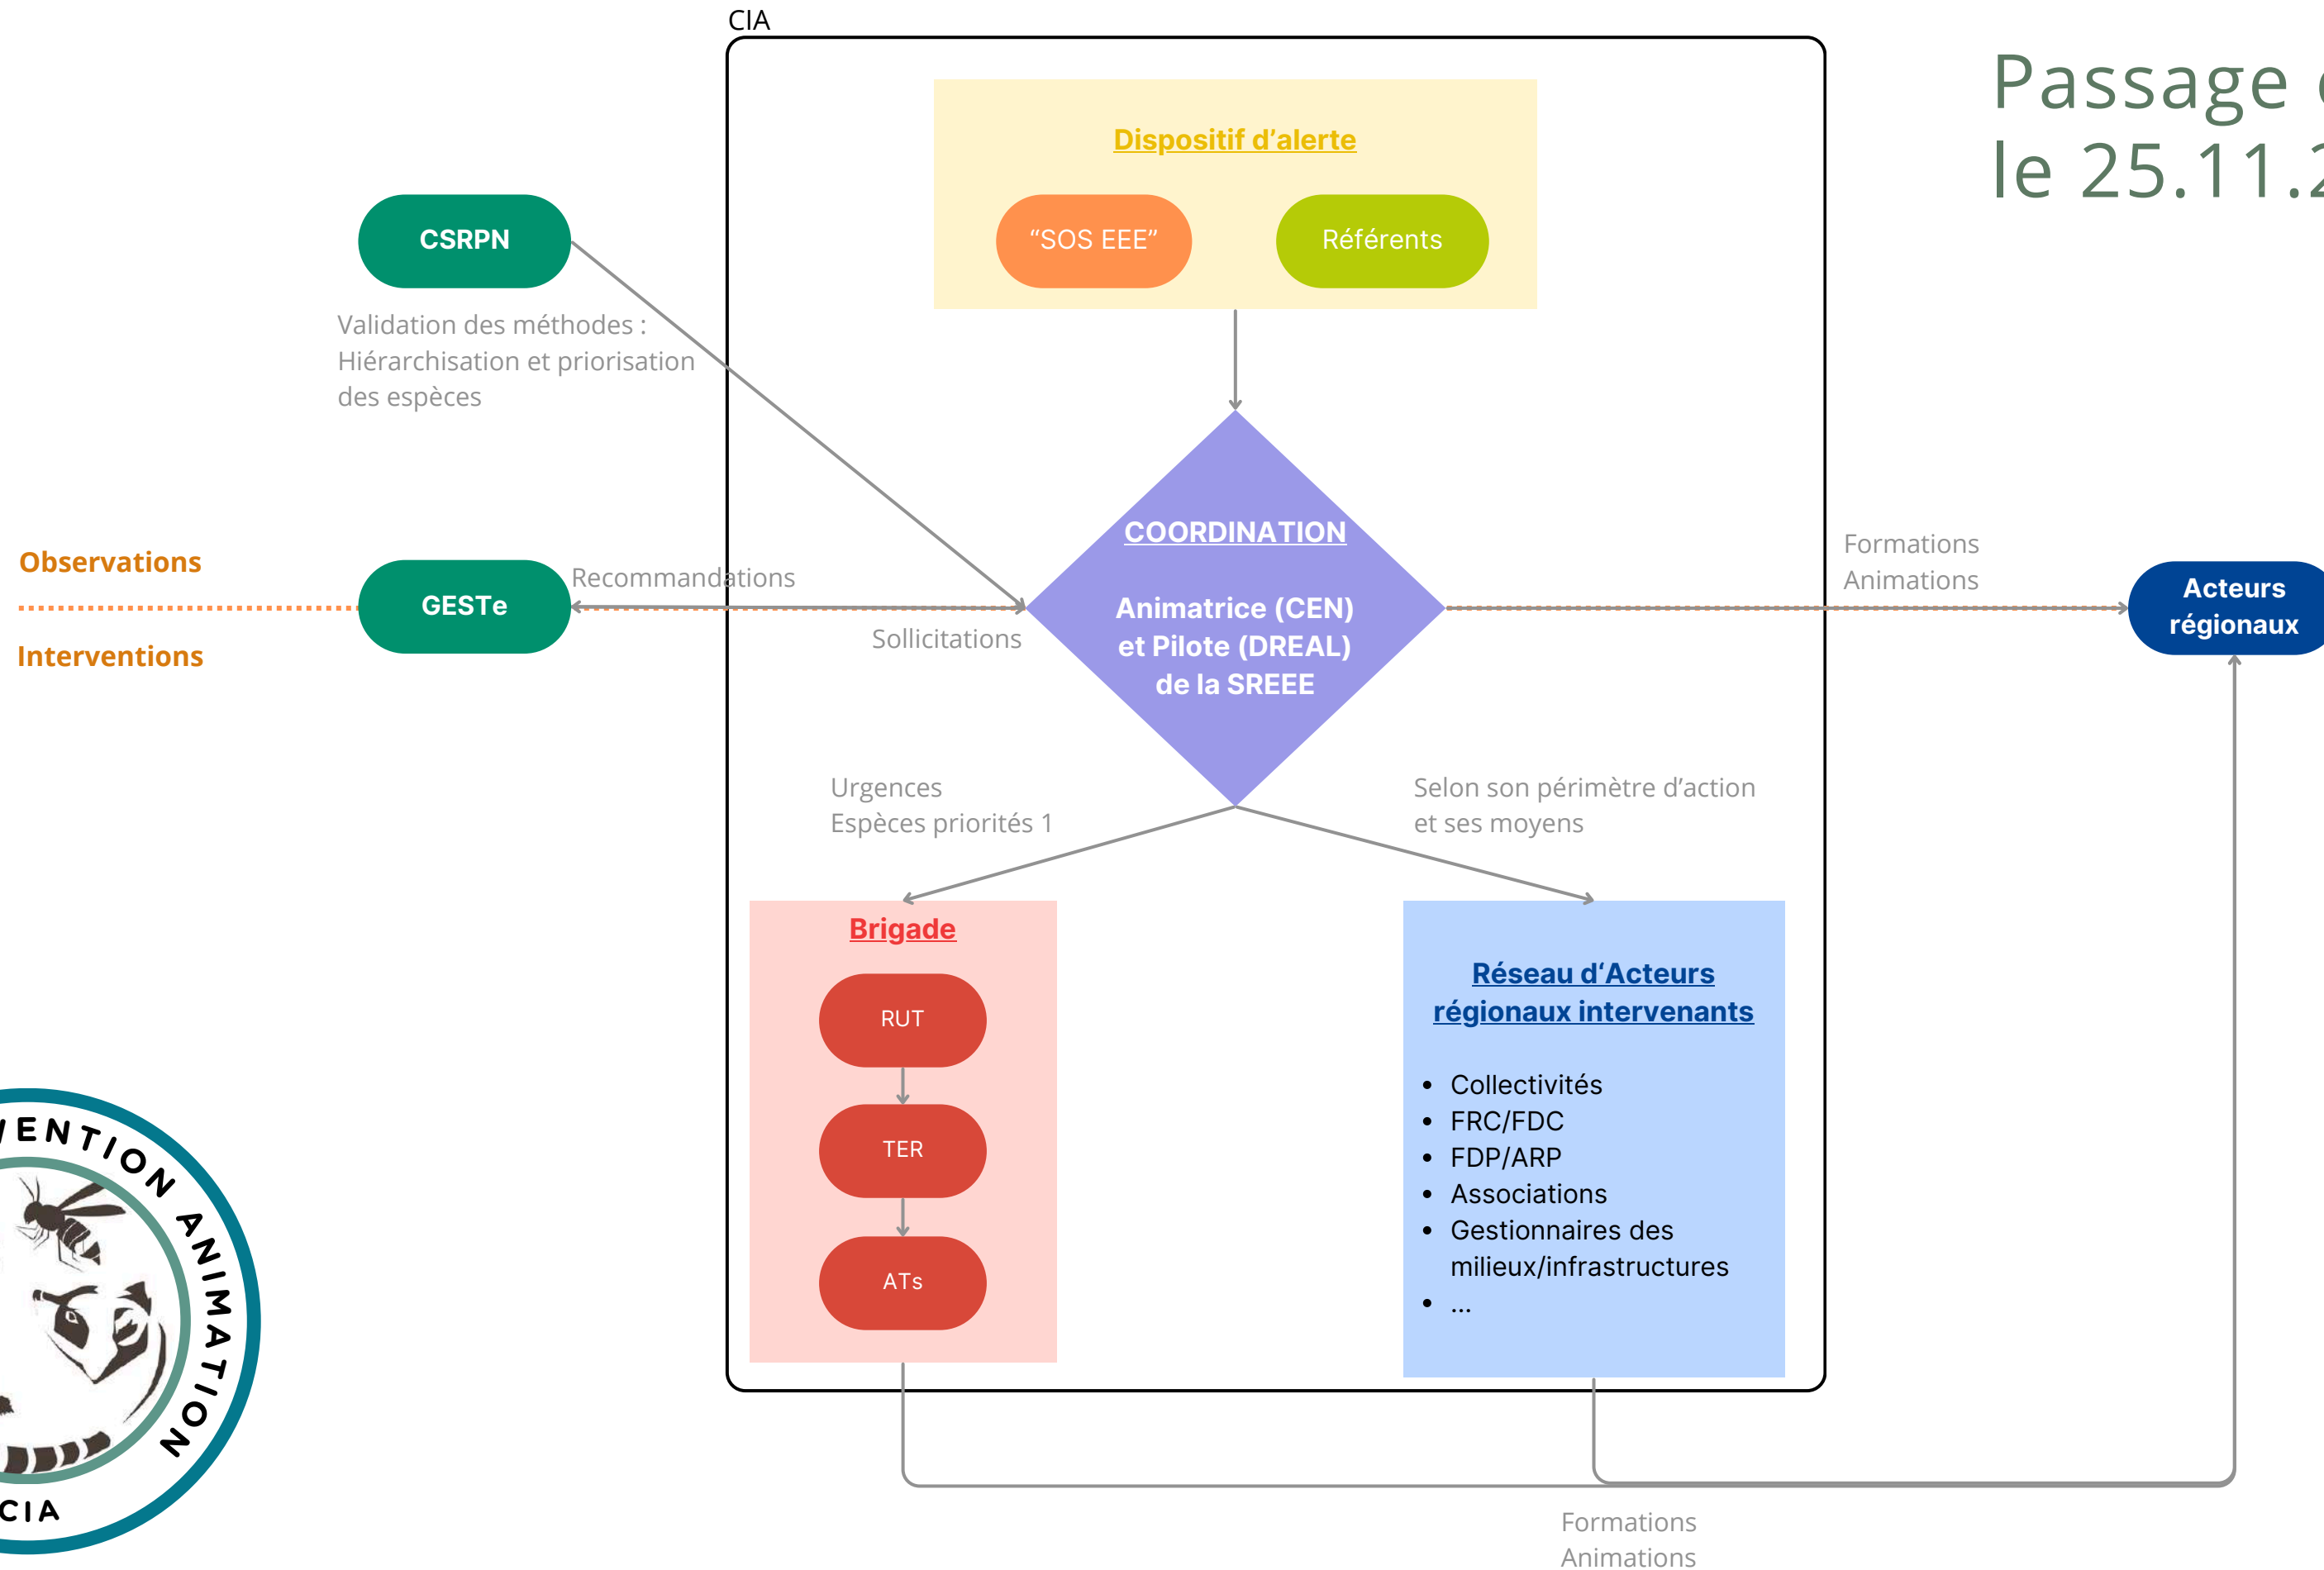 CIA
Passage
le 25.11.2
Dispositif d’alerte
“SOS EEE”
Référents
CSRPN
Validation des méthodes :
Hiérarchisation et priorisation
des espèces
Observations
Interventions
GESTe
Recommandations
Sollicitations
COORDINATION
Animatrice (CEN)
et Pilote (DREAL)
de la SREEE
Formations
Animations
Acteurs
régionaux
Urgences
Espèces priorités 1
Selon son périmètre d’action
et ses moyens
Brigade
RUT
TER
ATs
Réseau d‘Acteurs
régionaux intervenants
• Collectivités
• FRC/FDC
• FDP/ARP
• Associations
• Gestionnaires des
milieux/infrastructures
• ...
VENTION ANIMATION
CIA
Formations
Animations